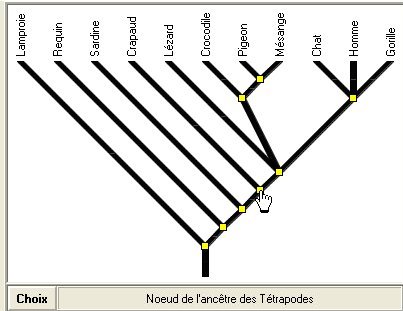 Lamproie
Requin
Sardine
Crapaud
Lézard
Crocodile
Pigeon
Mésange
Chat
Homme
Gorille
Choix
Noeud de l'ancêtre des Tétrapodes